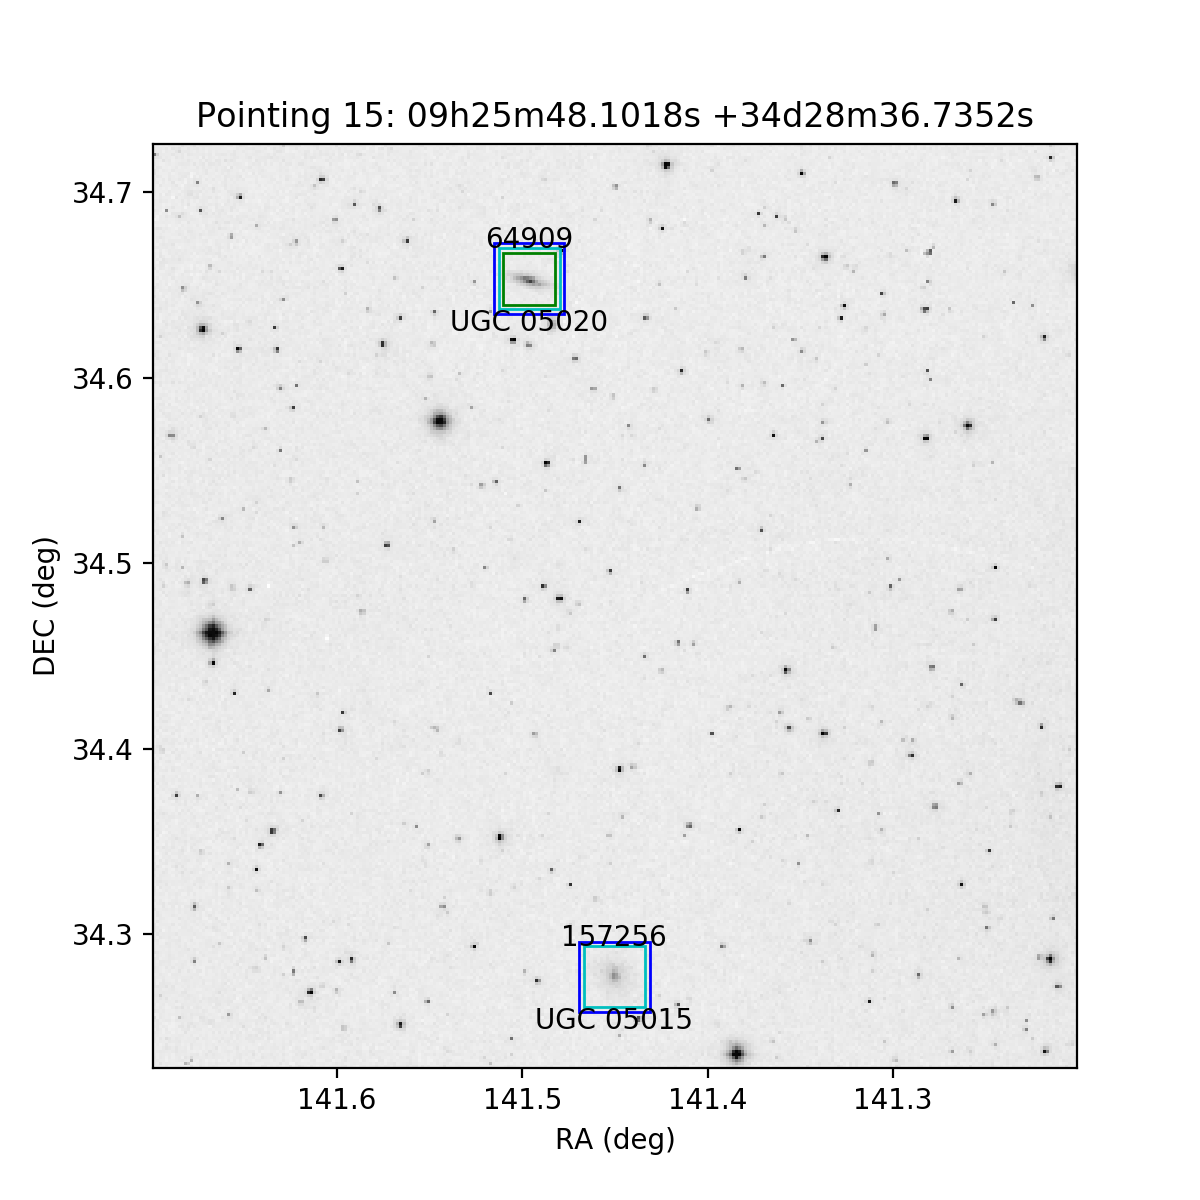 Pointing 15: 09h25m48.1018s +34d28m36.7352s
34.7
64909
UGC 05020
34.6
34.5
DEC (deg)
34.4
34.3
157256
UGC 05015
141.6 141.5 141.4 141.3
RA (deg)